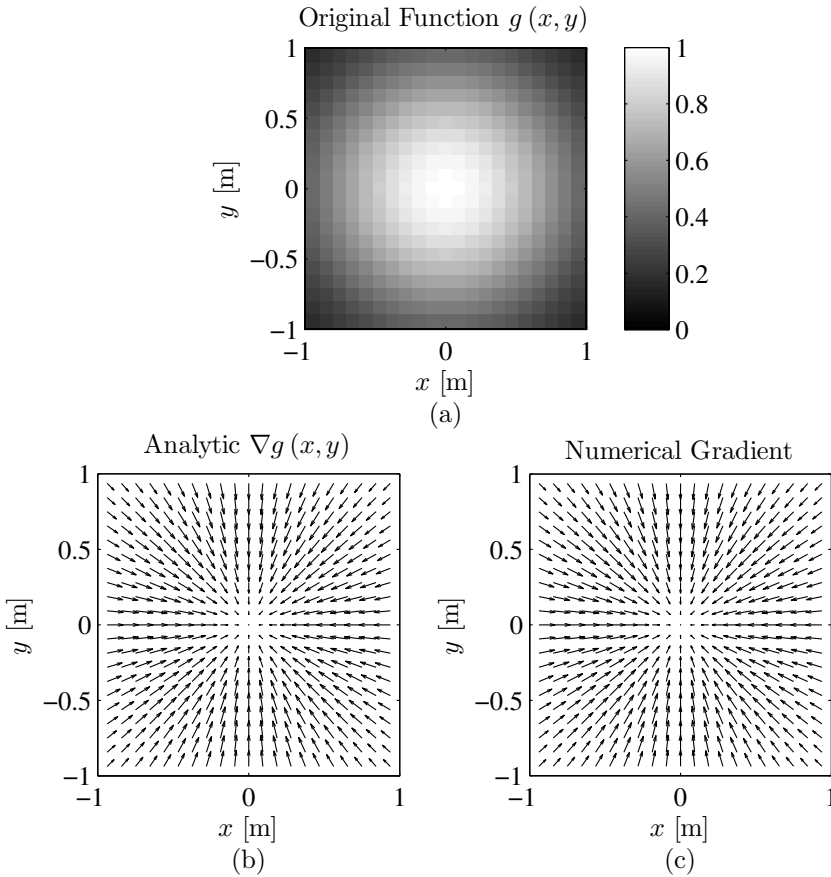 Original Function g (x, y)
1
0.5
0
−0.5
−1
y [m]
−1 0 1
x [m]
1
0.8
0.6
0.4
0.2
0
(a)
Analytic ∇g (x, y)
1
0.5
0
−0.5
−1
y [m]
−1 0 1
x [m]
(b)
Numerical Gradient
1
0.5
0
−0.5
−1
y [m]
−1 0 1
x [m]
(c)